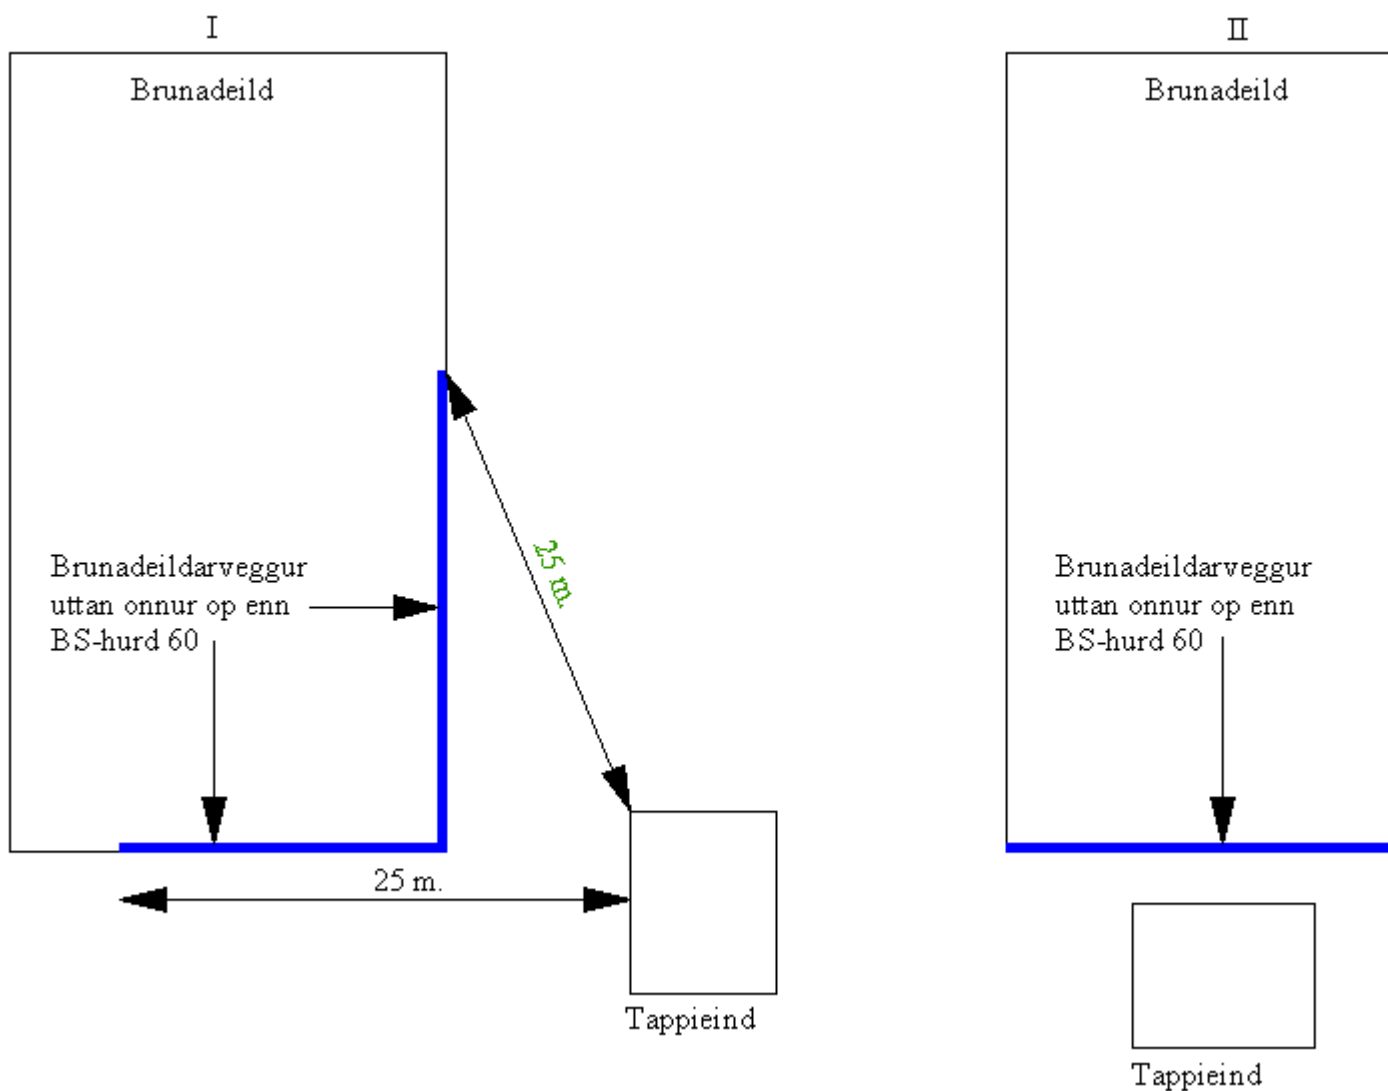 I
Brunadeild
Brunadeildarveggur
uttan onnur op enn
BS-hurd 60
25 m.
25 m.
Tappieind
II
Brunadeild
Brunadeildarveggur
uttan onnur op enn
BS-hurd 60
Tappieind